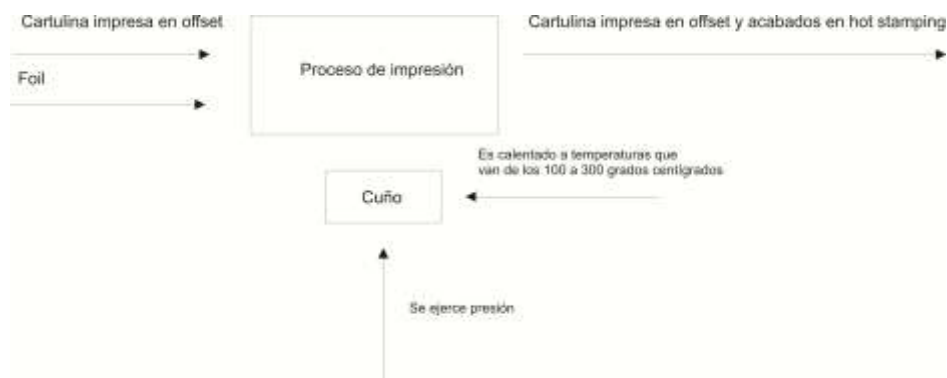 Cartulina impresa en offset
Cartulina impresa en offset y acabados en hot stamping
Foil
Proceso de impresión
Es calentado a temperaturas que
van de los 100 a 300 grados centígrados
Cuño
Se ejerce presión